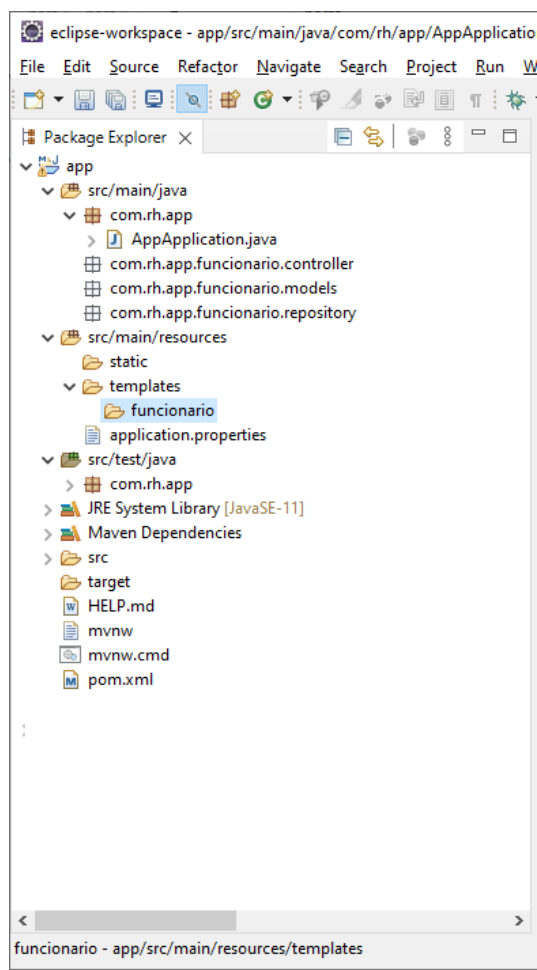 eclipse-workspace - app/src/main/java/com/rh/app/AppApplicatio
File Edit Source Refactor Navigate Search Project Run W
Package Explorer
app
src/main/java
com.rh.app
AppApplication.java
com.rh.app.funcionario.controller
com.rh.app.funcionario.models
com.rh.app.funcionario.repository
src/main/resources
static
templates
funcionario
application.properties
src/test/java
com.rh.app
JRE System Library [JavaSE-11]
Maven Dependencies
src
target
HELP.md
mvnw
mvnw.cmd
pom.xml
funcionario - app/src/main/resources/templates